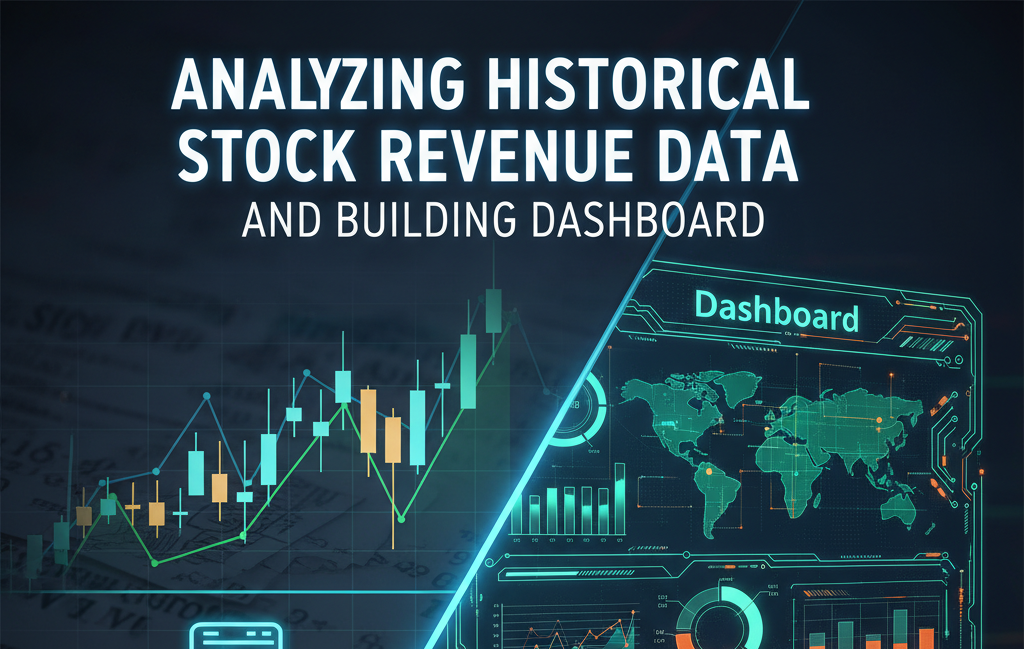 ANALYZING HISTORICAL
STOCK REVENUE DATA
AND BUILDING DASHBOARD
Dashboard